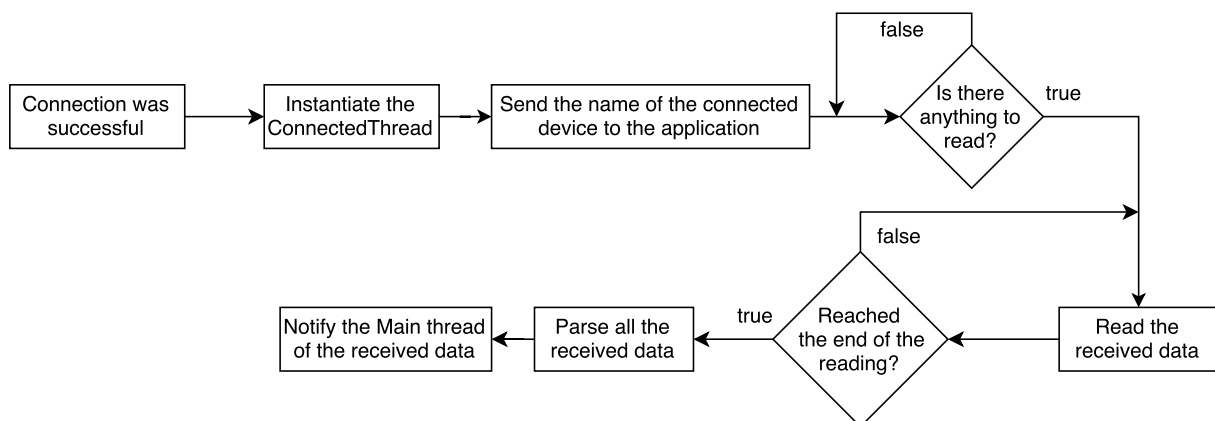 false
Connection was
successful
Instantiate the
ConnectedThread
Send the name of the connected
device to the application
Is there
anything to
read?
true
false
Notify the Main thread
of the received data
Parse all the
received data
true
Reached
the end of the
reading?
Read the
received data